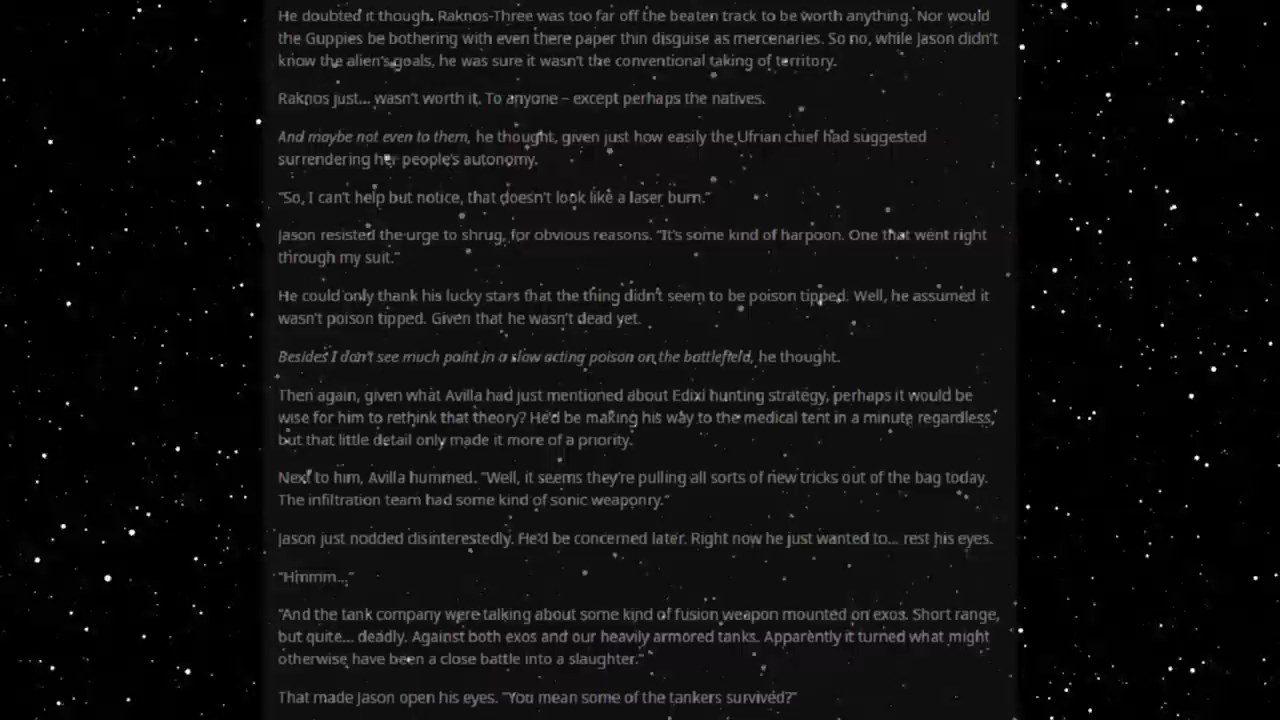 He doubted it though. Raknos-Three was too far off the beaten track to be worth anything. Nor would
the Guppies be bothering with even there paper thin disguise as mercenaries. So no, while Jason didn't
know the alien's goals, he was sure it wasn't the conventional taking of territory.
Raknos just... wasn't worth it. To anyone – except perhaps the natives.
And maybe not even to them, he thought, given just how easily the Ufrian chief had suggested
surrendering her people's autonomy.
"So, I can't help but notice, that doesn't look like a laser burn."
Jason resisted the urge to shrug, for obvious reasons. "It's some kind of harpoon. One that went right
through my suit."
He could only thank his lucky stars that the thing didn't seem to be poison tipped. Well, he assumed it
wasn't poison tipped. Given that he wasn't dead yet.
Besides I don't see much point in a slow acting poison on the battlefield, he thought.
Then again, given what Avilla had just mentioned about Edixi hunting strategy, perhaps it would be
wise for him to rethink that theory? He'd be making his way to the medical tent in a minute regardless,
but that little detail only made it more of a priority.
Next to him, Avilla hummed. "Well, it seems they're pulling all sorts of new tricks out of the bag today.
The infiltration team had some kind of sonic weaponry."
Jason just nodded disinterestedly. He'd be concerned later. Right now he just wanted to... rest his eyes.
"Hmmm..."
"And the tank company were talking about some kind of fusion weapon mounted on exos. Short range,
but quite... deadly. Against both exos and our heavily armored tanks. Apparently it turned what might
otherwise have been a close battle into a slaughter."
That made Jason open his eyes. "You mean some of the tankers survived?"